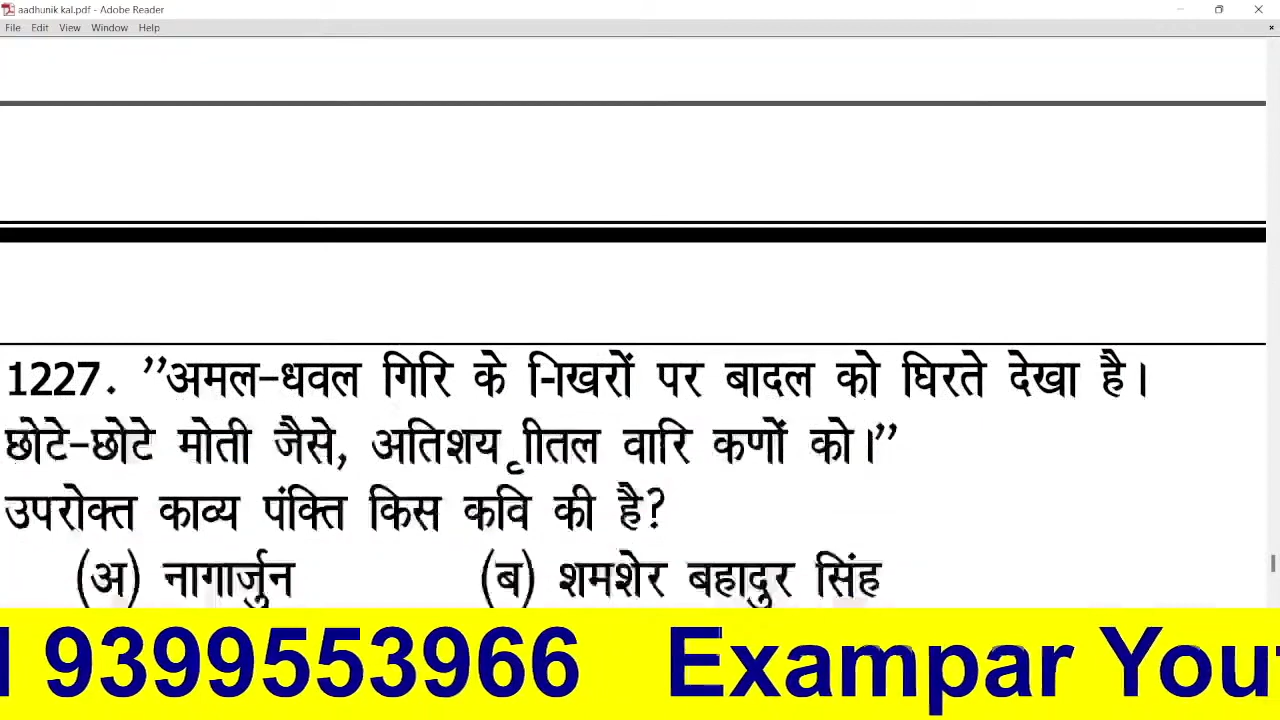 aadhunik kal.pdf - Adobe Reader
File Edit View Window Help
1227. ’’अमल-धवल गिरि के शिखरों पर बादल को घिरते देखा है।
छोटे-छोटे मोती जैसे, अतिशय शीतल वारि कणों को।’’
उपरोक्त काव्य पंक्ति किस कवि की है?
(अ) नागार्जुन (ब) शमशेर बहादुर सिंह
9399553966 Exampar You